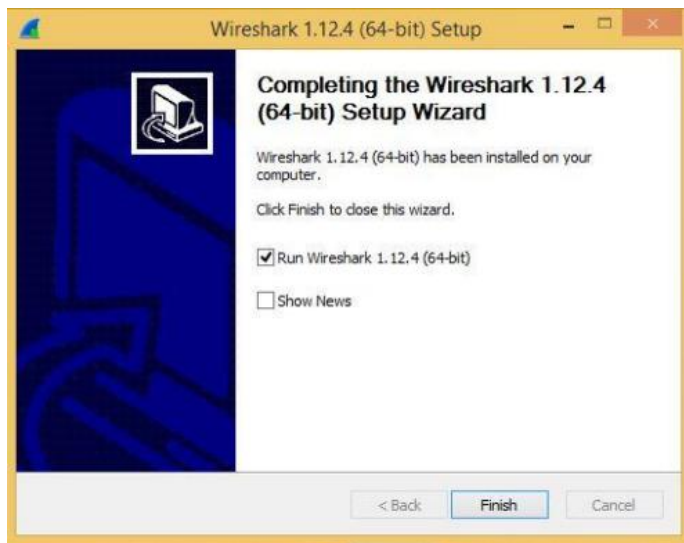 Wireshark 1.12.4 (64-bit) Setup
Completing the Wireshark 1.12.4
(64-bit) Setup Wizard
Wireshark 1.12.4 (64-bit) has been installed on your
computer.
Click Finish to close this wizard.
Run Wireshark 1.12.4 (64-bit)
Show News
< Back Finish Cancel